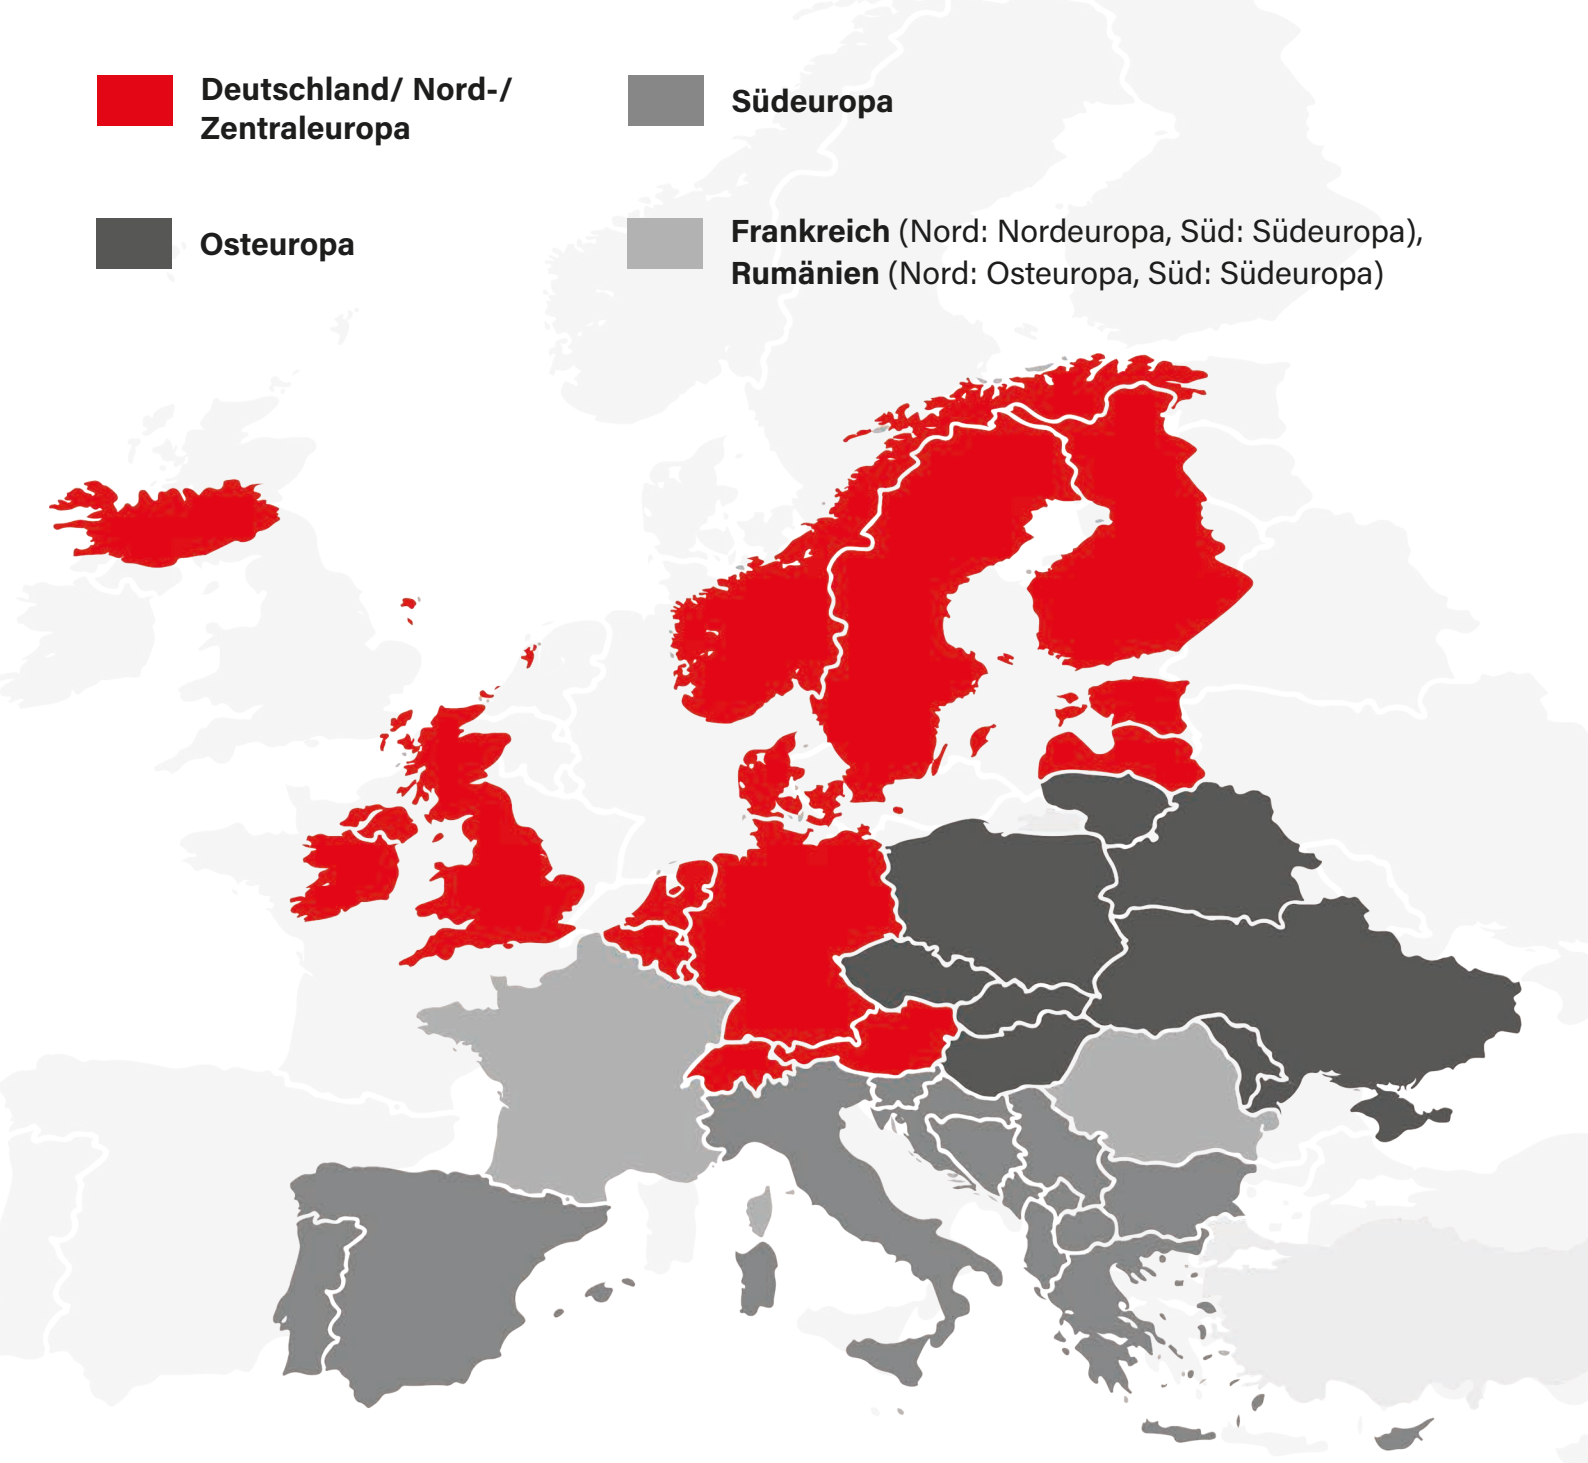 Deutschland/ Nord-/
Zentraleuropa
Südeuropa
Osteuropa
Frankreich (Nord: Nordeuropa, Süd: Südeuropa),
Rumänien (Nord: Osteuropa, Süd: Südeuropa)